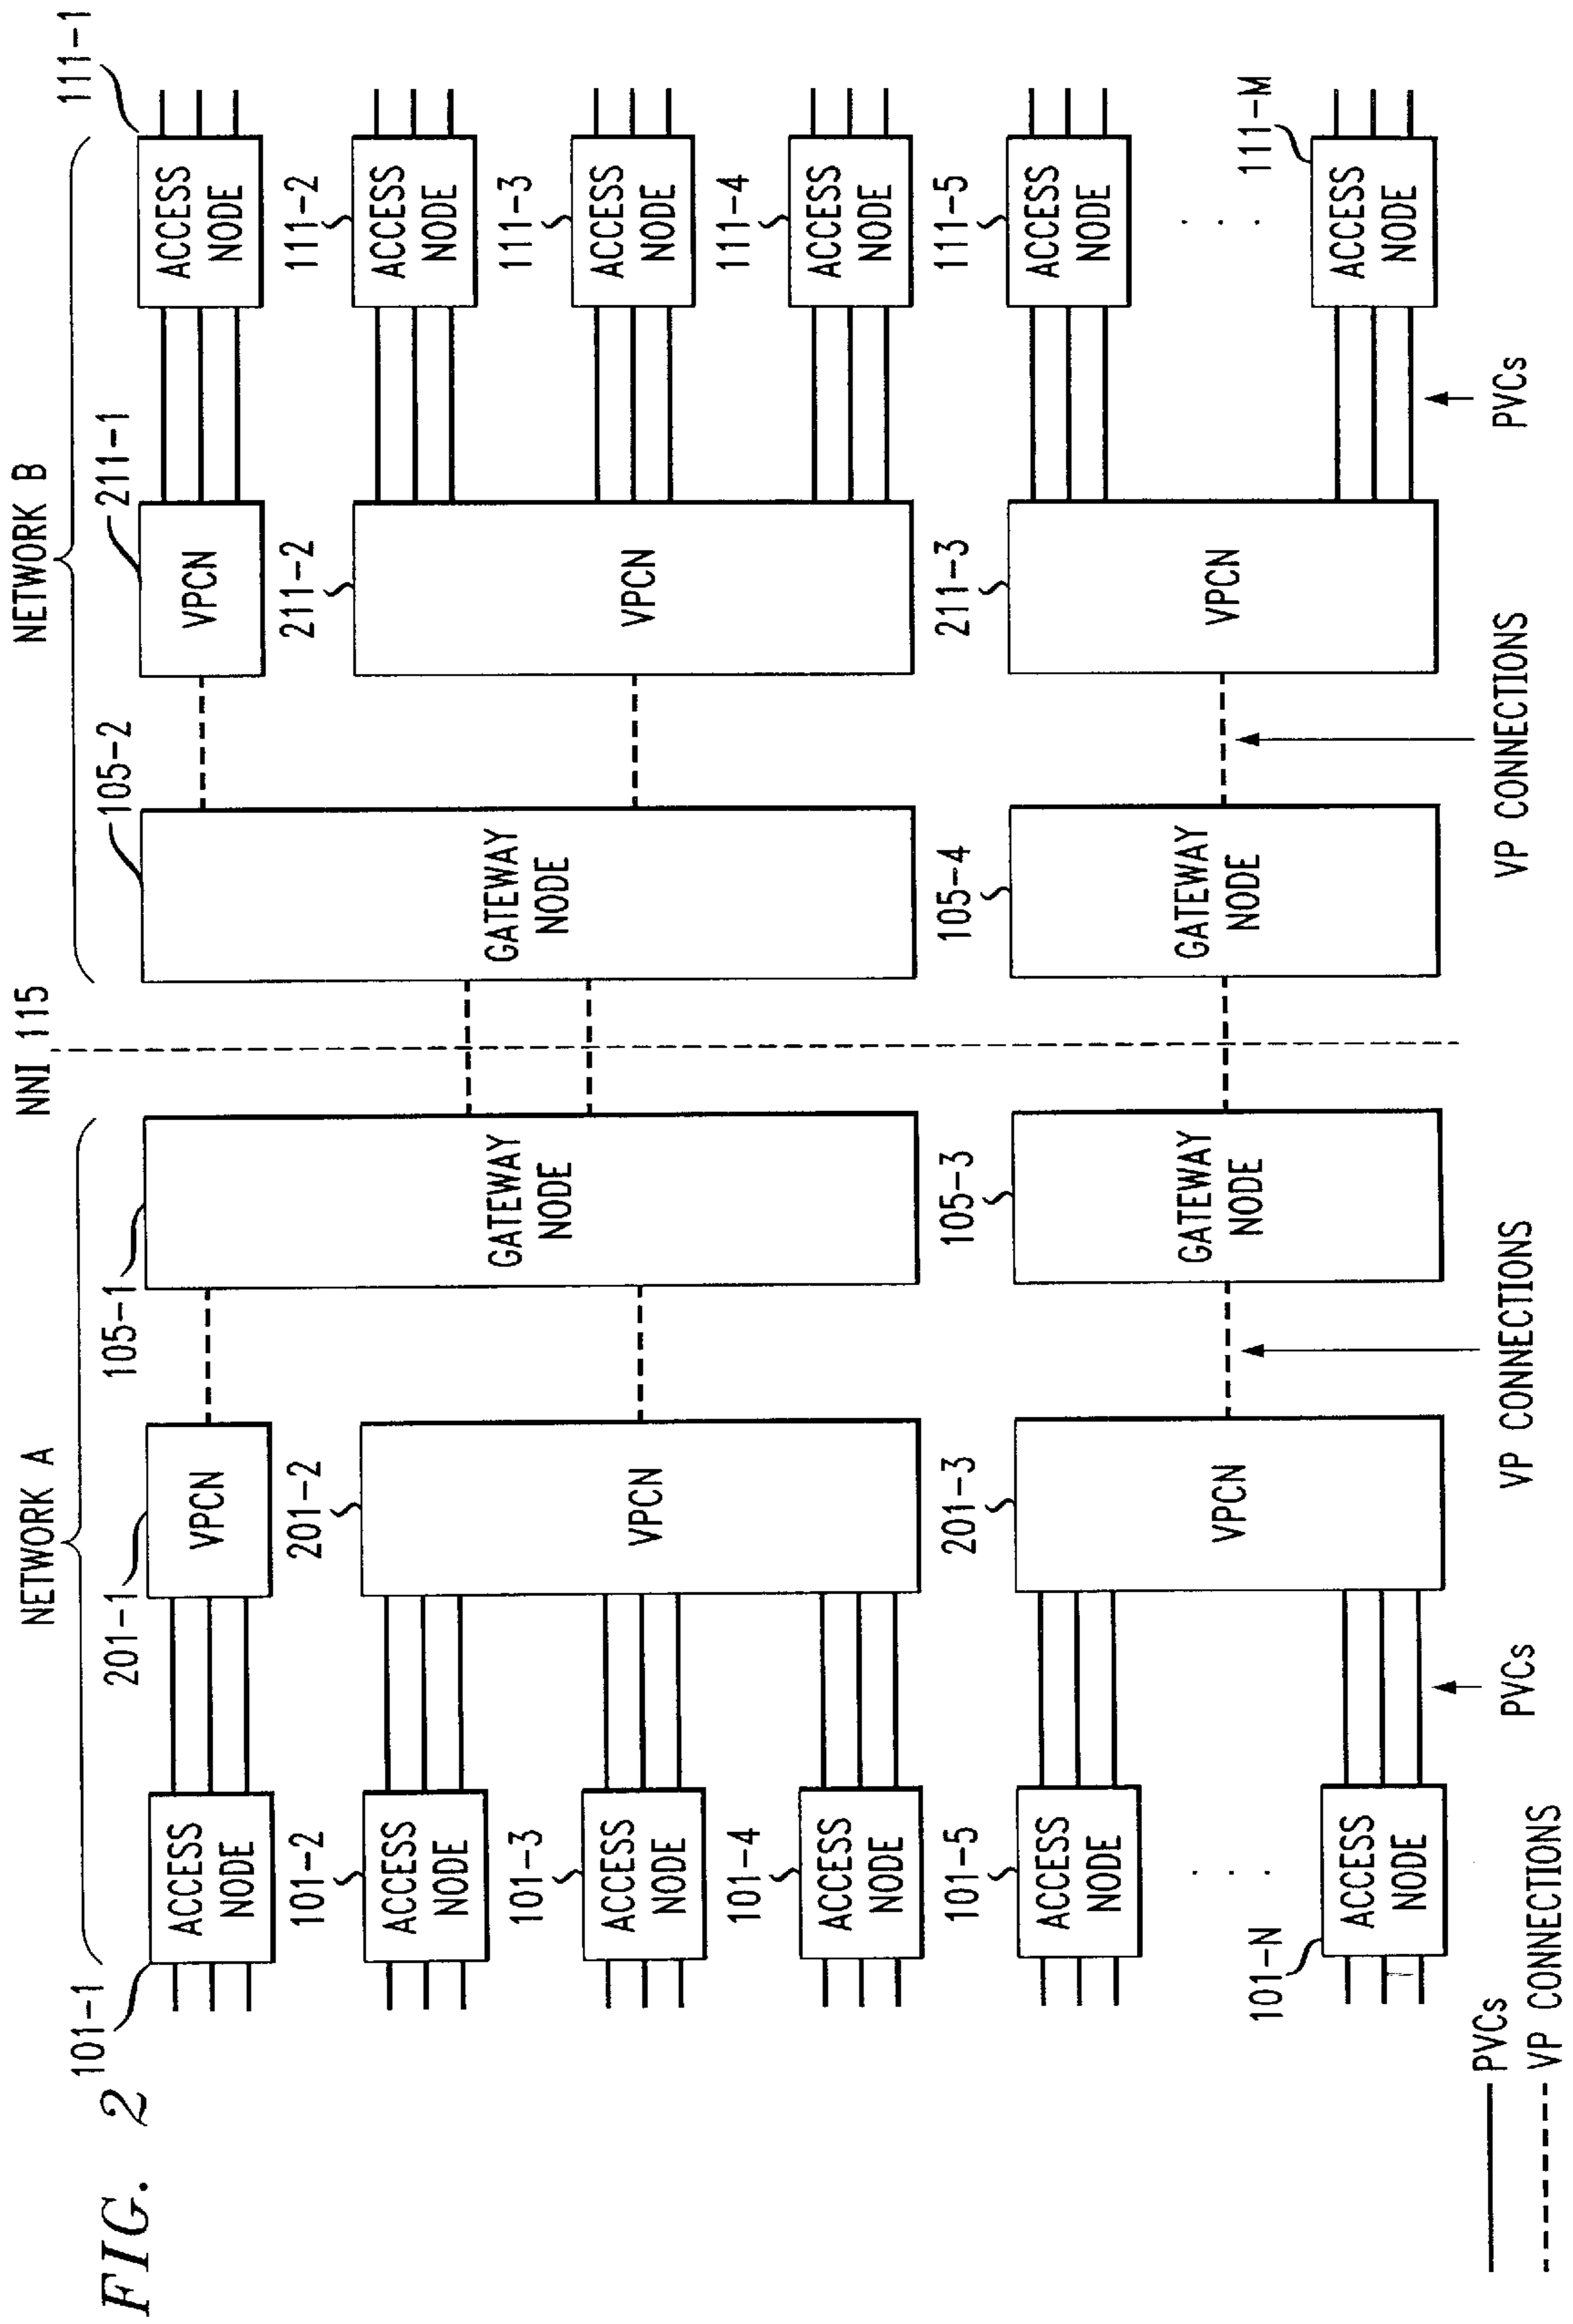 FIG. 2
NETWORK A
NNI 115
NETWORK B
101-1
201-1
105-1
105-2
211-1
111-1
ACCESS
NODE
VPCN
GATEWAY
NODE
GATEWAY
NODE
VPCN
ACCESS
NODE
101-2
201-2
211-2
111-2
ACCESS
NODE
VPCN
VPCN
ACCESS
NODE
101-3
111-3
ACCESS
NODE
ACCESS
NODE
101-4
111-4
ACCESS
NODE
ACCESS
NODE
101-5
201-3
105-3
105-4
211-3
111-5
ACCESS
NODE
VPCN
GATEWAY
NODE
GATEWAY
NODE
VPCN
ACCESS
NODE
. . .
. . .
101-N
111-M
ACCESS
NODE
ACCESS
NODE
PVCs
VP CONNECTIONS
VP CONNECTIONS
PVCs
PVCs
VP CONNECTIONS